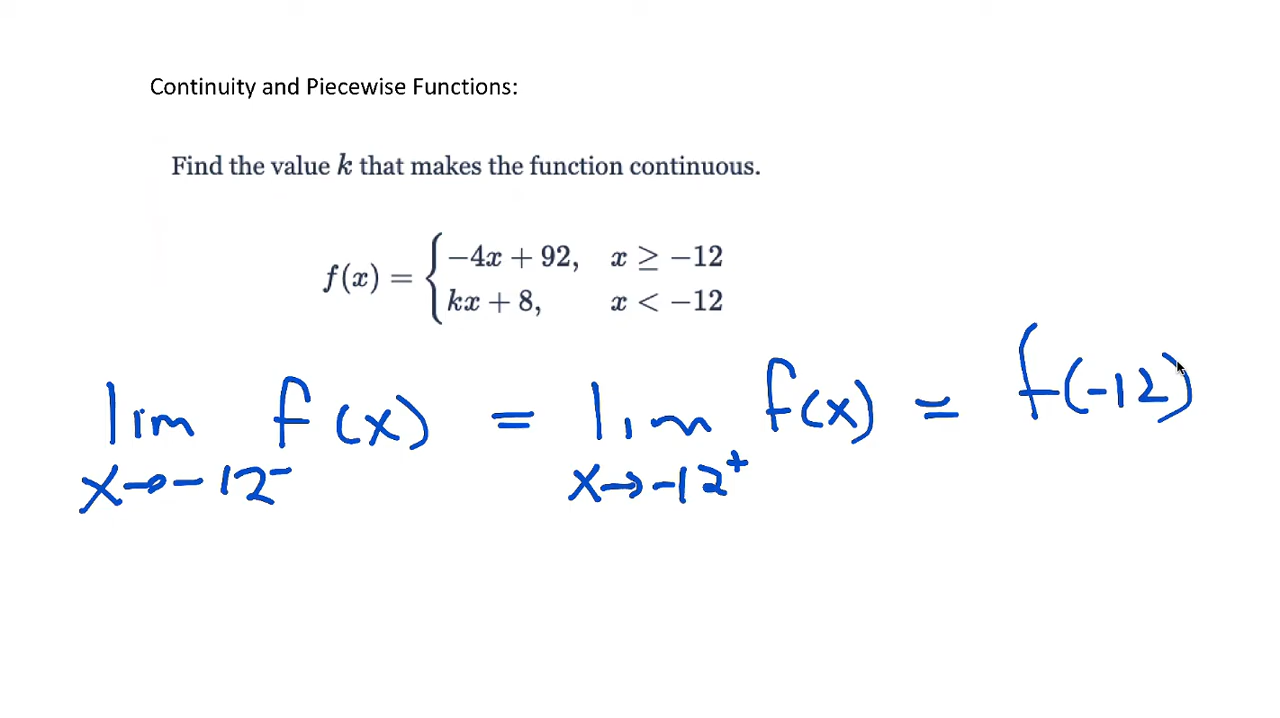 Continuity and Piecewise Functions:
Find the value k that makes the function continuous.
f(x) = { −4x + 92, x ≥ −12
kx + 8, x < −12
lim f(x) = lim f(x) = f(-12)
x→-12⁻ x→-12⁺